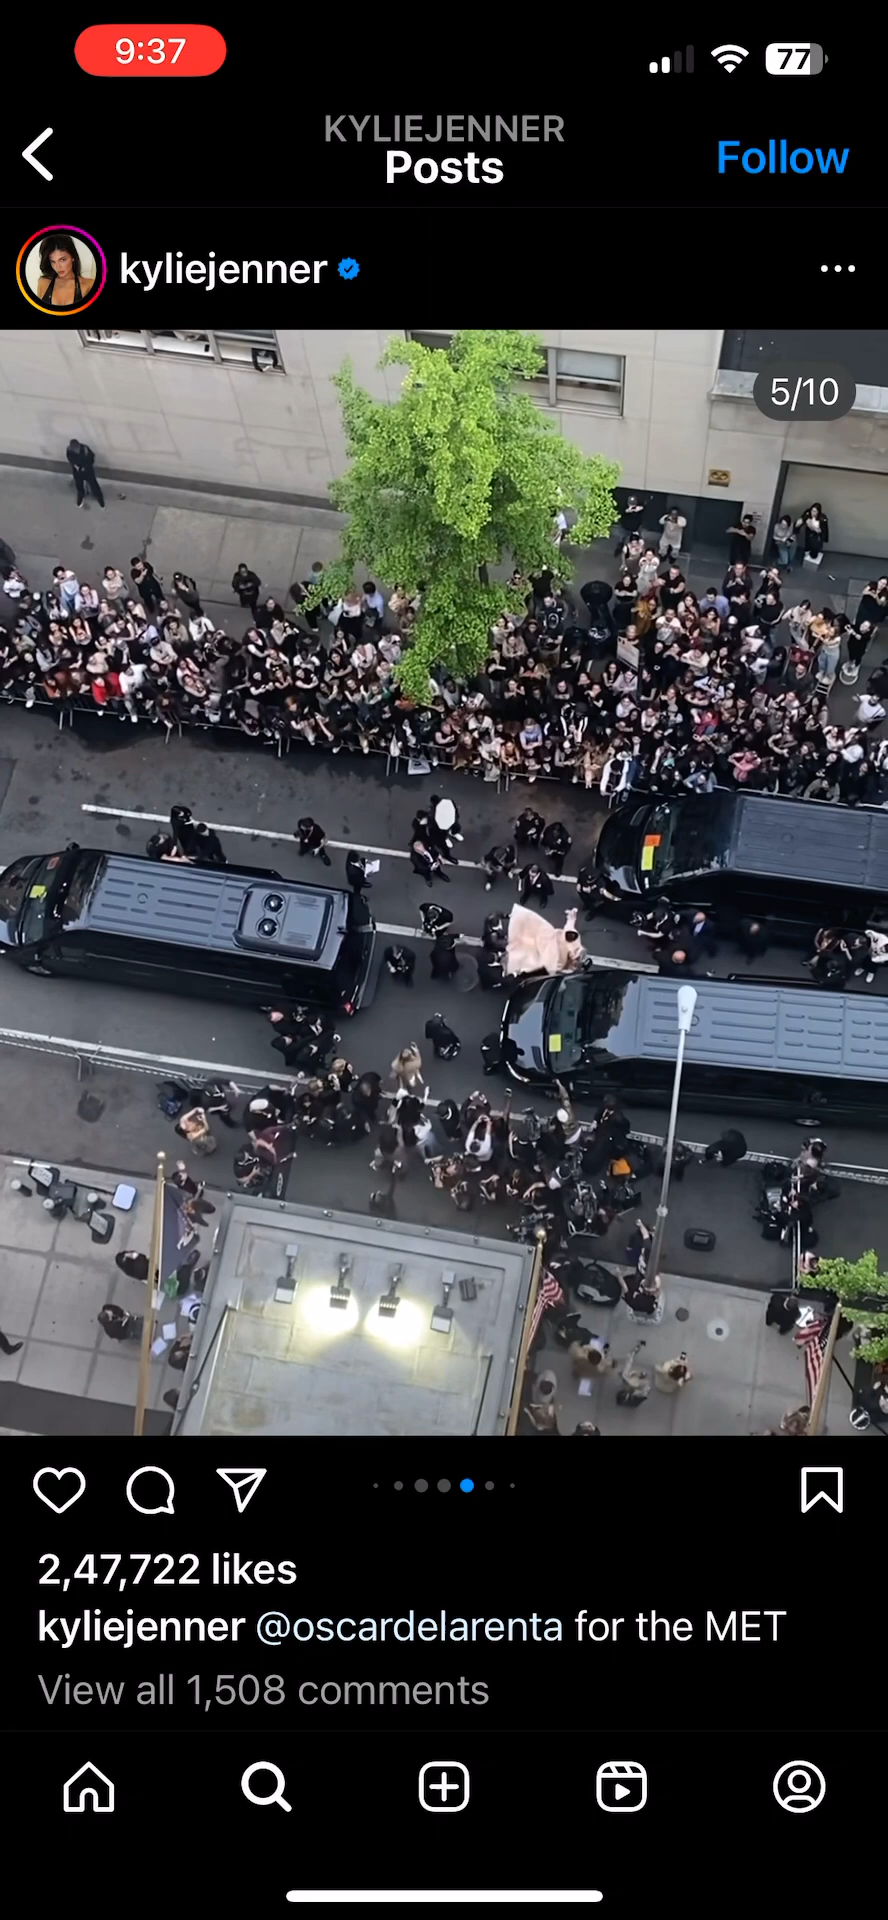 9:37
77
KYLIEJENNER
Posts
Follow
kyliejenner
5/10
2,47,722 likes
kyliejenner @oscardelarenta for the MET
View all 1,508 comments